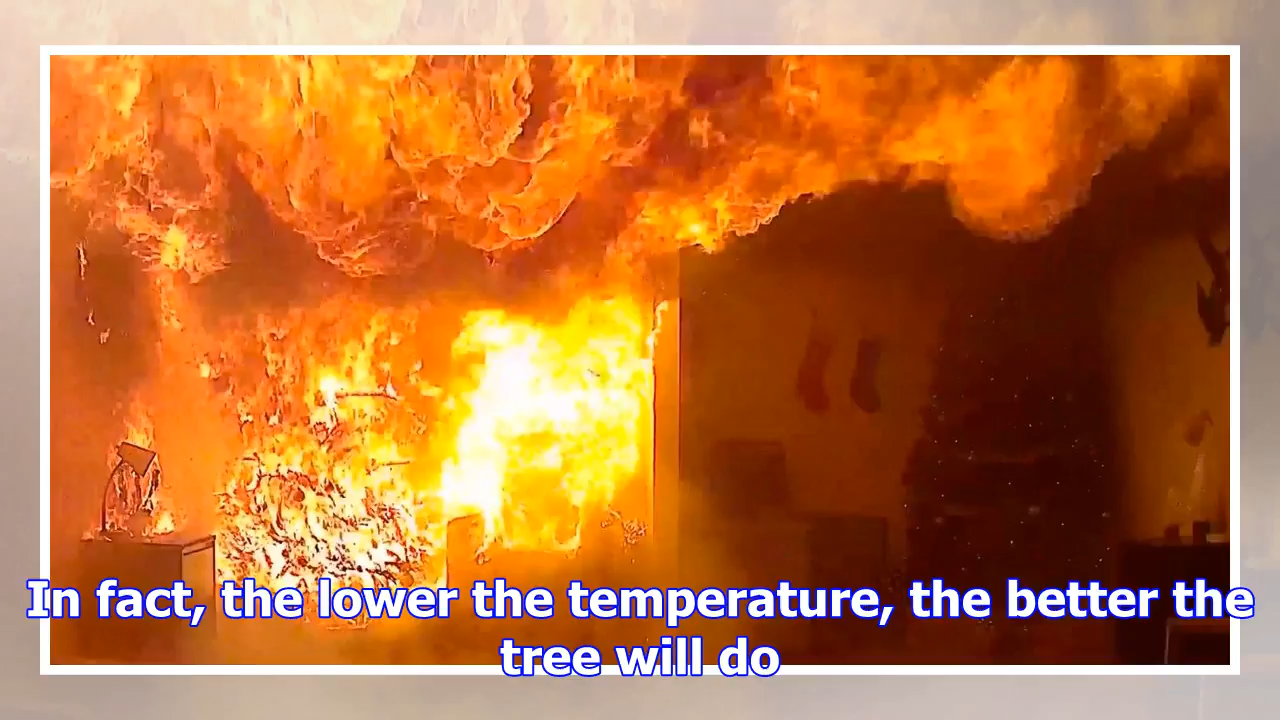 In fact, the lower the temperature, the better the
tree will do